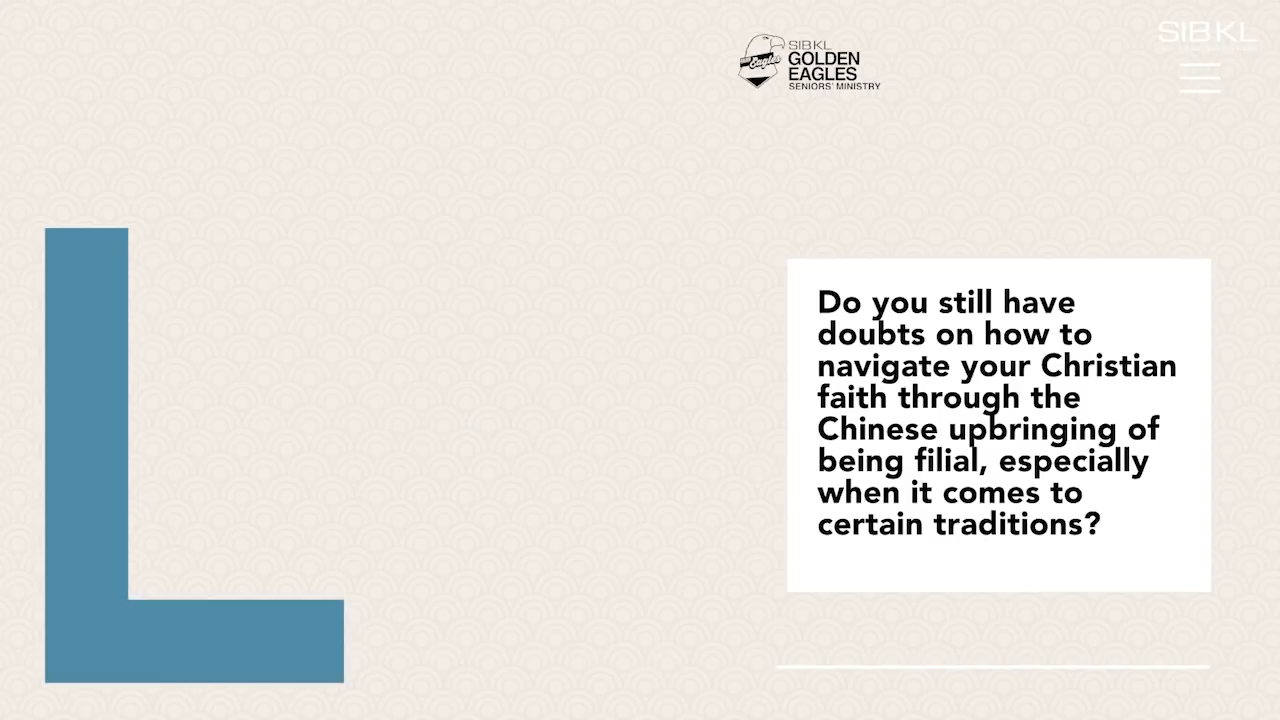 SIBKL
SIBKL
GOLDEN
EAGLES
SENIORS' MINISTRY
Eagles
Do you still have
doubts on how to
navigate your Christian
faith through the
Chinese upbringing of
being filial, especially
when it comes to
certain traditions?